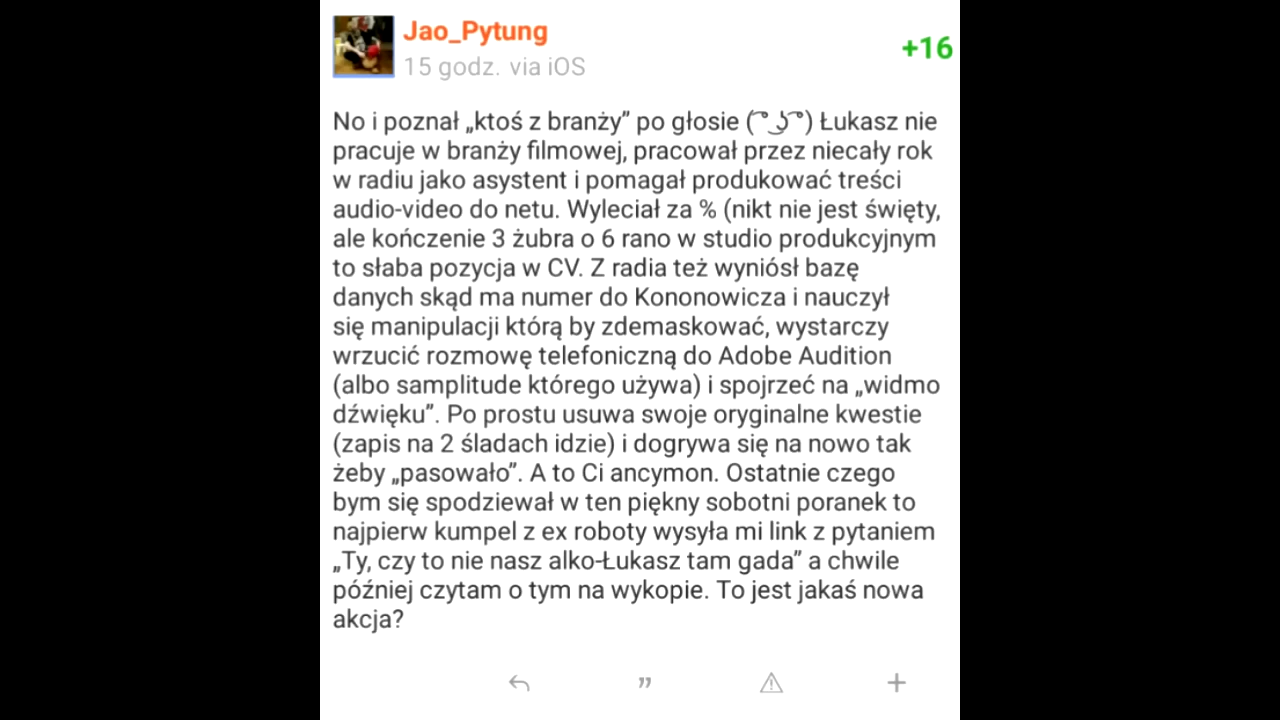 Jao_Pytung
+16
15 godz. via iOS
No i poznał „ktoś z branży” po głosie ( ͡° ͜ʖ ͡°) Łukasz nie
pracuje w branży filmowej, pracował przez niecały rok
w radiu jako asystent i pomagał produkować treści
audio-video do netu. Wyleciał za % (nikt nie jest święty,
ale kończenie 3 żubra o 6 rano w studio produkcyjnym
to słaba pozycja w CV. Z radia też wyniósł bazę
danych skąd ma numer do Kononowicza i nauczył
się manipulacji którą by zdemaskować, wystarczy
wrzucić rozmowę telefoniczną do Adobe Audition
(albo samplitude którego używa) i spojrzeć na „widmo
dźwięku”. Po prostu usuwa swoje oryginalne kwestie
(zapis na 2 śladach idzie) i dogrywa się na nowo tak
żeby „pasowało”. A to Ci ancymon. Ostatnie czego
bym się spodziewał w ten piękny sobotni poranek to
najpierw kumpel z ex roboty wysyła mi link z pytaniem
„Ty, czy to nie nasz alko-Łukasz tam gada” a chwile
później czytam o tym na wykopie. To jest jakaś nowa
akcja?